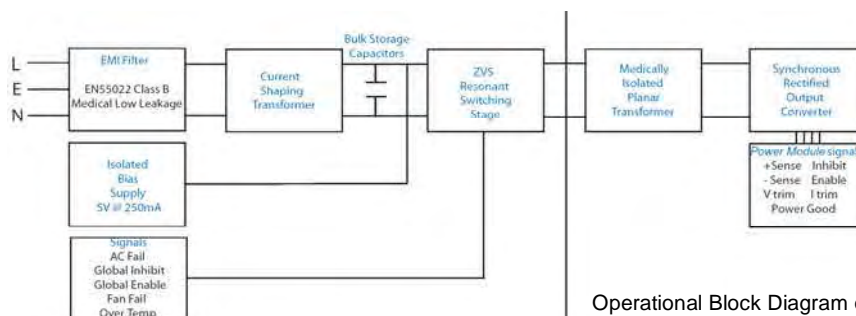 L
E
N
EMI Filter
EN55022 Class B
Medical Low Leakage
Current
Shaping
Transformer
Bulk Storage
Capacitors
ZVS
Resonant
Switching
Stage
Medically
Isolated
Planar
Transformer
Synchronous
Rectified
Output
Converter
Power Module signal
+Sense Inhibit
- Sense Enable
V trim I trim
Power Good
Isolated
Bias
Supply
5V @ 250mA
Signals
AC Fail
Global Inhibit
Global Enable
Fan Fail
Over Temp
Operational Block Diagram